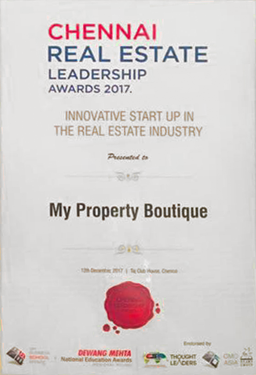 CHENNAI
REAL ESTATE
LEADERSHIP
AWARDS 2017.
INNOVATIVE START UP IN
THE REAL ESTATE INDUSTRY
Presented to
My Property Boutique
12th December, 2017 | Taj Club House, Chennai
Endorsed by
DEWANG MEHTA
National Education Awards
THOUGHT
LEADERS
CMO
ASIA